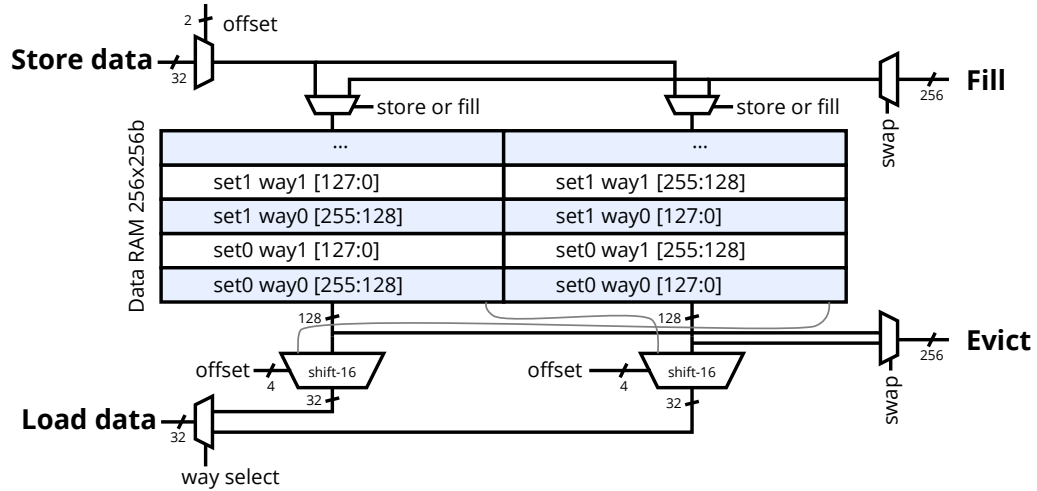 2
offset
Store data
32
Fill
256
store or fill
store or fill
swap
Data RAM 256x256b
...
...
set1 way1 [127:0]
set1 way1 [255:128]
set1 way0 [255:128]
set1 way0 [127:0]
set0 way1 [127:0]
set0 way1 [255:128]
set0 way0 [255:128]
set0 way0 [127:0]
128
128
Evict
256
offset
4
shift-16
offset
4
shift-16
swap
32
32
Load data
32
way select